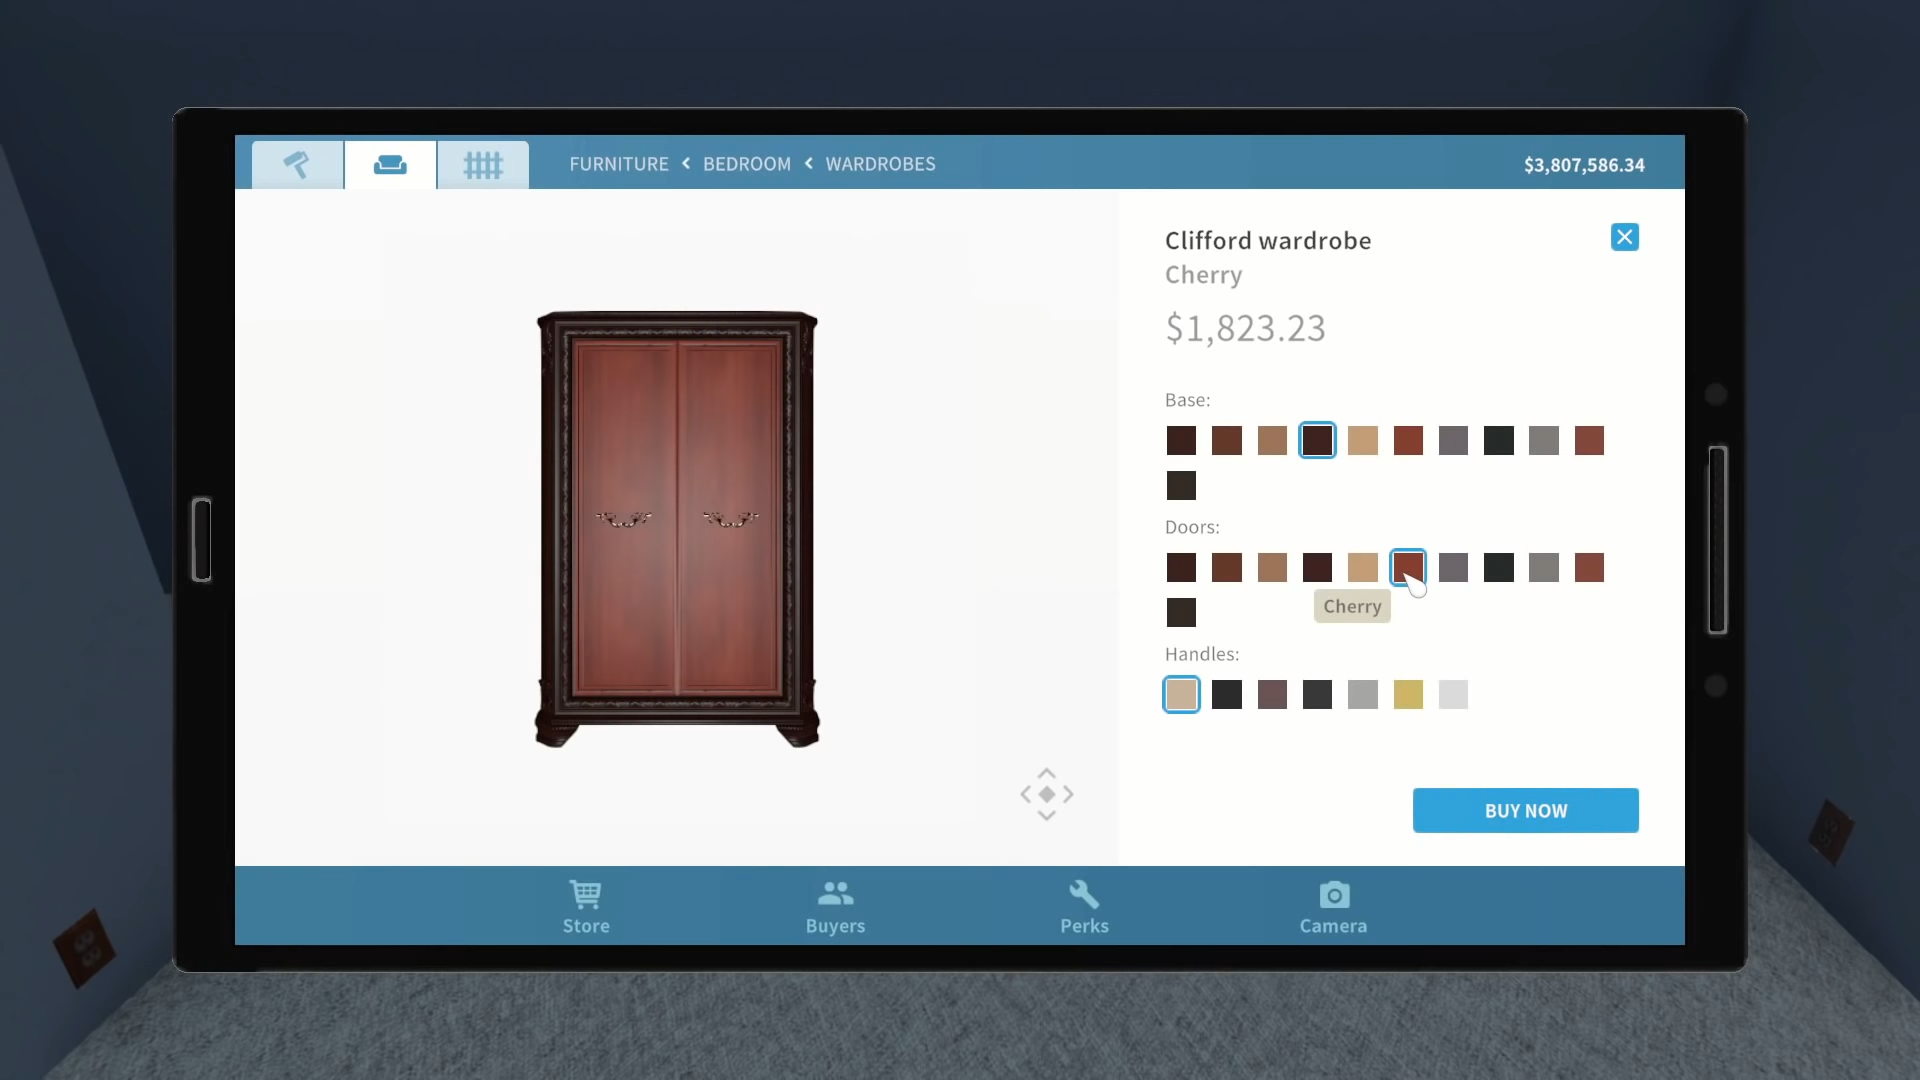 FURNITURE < BEDROOM < WARDROBES
$3,807,586.34
Clifford wardrobe
Cherry
$1,823.23
Base:
Doors:
Cherry
Handles:
BUY NOW
Store
Buyers
Perks
Camera